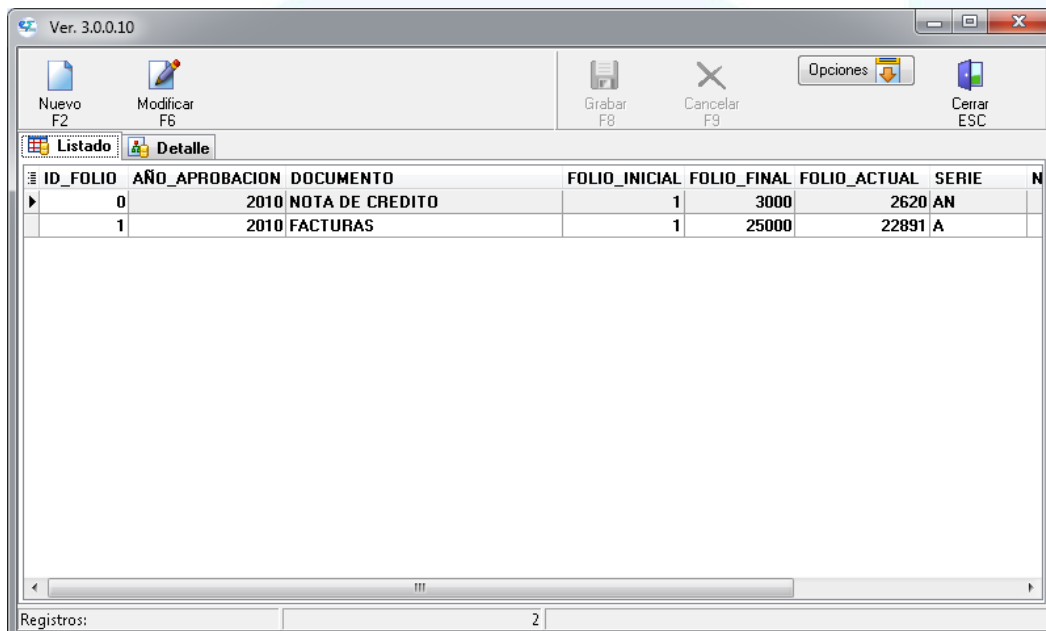 Ver. 3.0.0.10
Nuevo F2
Modificar F6
Grabar F8
Cancelar F9
Opciones
Cerrar ESC
Listado Detalle
ID_FOLIO AÑO_APROBACION DOCUMENTO FOLIO_INICIAL FOLIO_FINAL FOLIO_ACTUAL SERIE N
0 2010 NOTA DE CREDITO 1 3000 2620 AN
1 2010 FACTURAS 1 25000 22891 A
Registros: 2